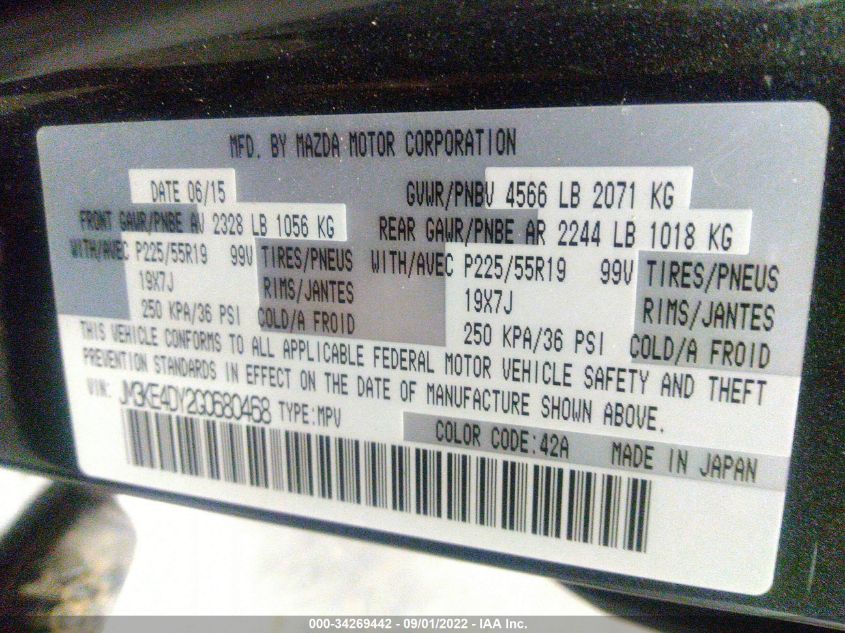 MFD. BY MAZDA MOTOR CORPORATION
DATE 06/15
GVWR/PNBV 4566 LB 2071 KG
FRONT GAWR/PNBE AV 2328 LB 1056 KG
REAR GAWR/PNBE AR 2244 LB 1018 KG
WITH/AVEC P225/55R19 99V TIRES/PNEUS
WITH/AVEC P225/55R19 99V TIRES/PNEUS
19X7J RIMS/JANTES
19X7J RIMS/JANTES
250 KPA/36 PSI COLD/A FROID
250 KPA/36 PSI COLD/A FROID
THIS VEHICLE CONFORMS TO ALL APPLICABLE FEDERAL MOTOR VEHICLE SAFETY AND THEFT
PREVENTION STANDARDS IN EFFECT ON THE DATE OF MANUFACTURE SHOWN ABOVE.
VIN: JM3KE4DY2G0680468 TYPE:MPV
COLOR CODE:42A MADE IN JAPAN
000-34269442 - 09/01/2022 - IAA Inc.